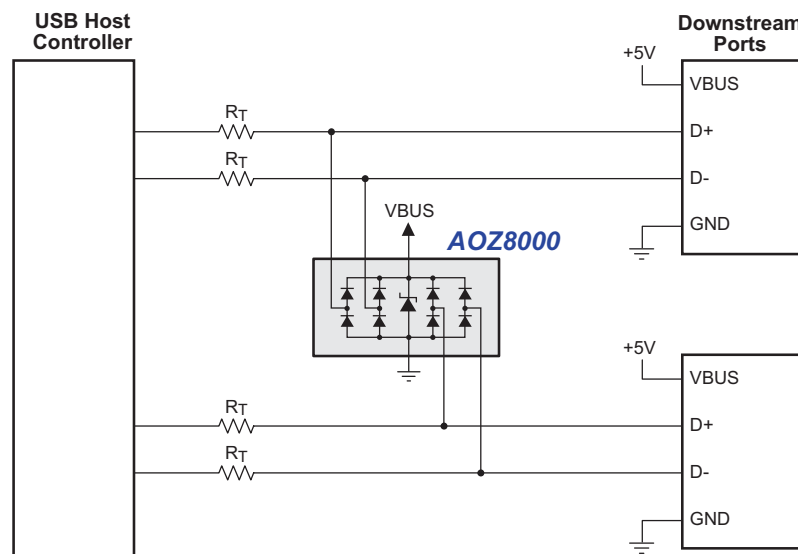 USB Host
Controller
Downstream
Ports
+5V
VBUS
RT
D+
RT
D-
VBUS
GND
AOZ8000
+5V
VBUS
RT
D+
RT
D-
GND